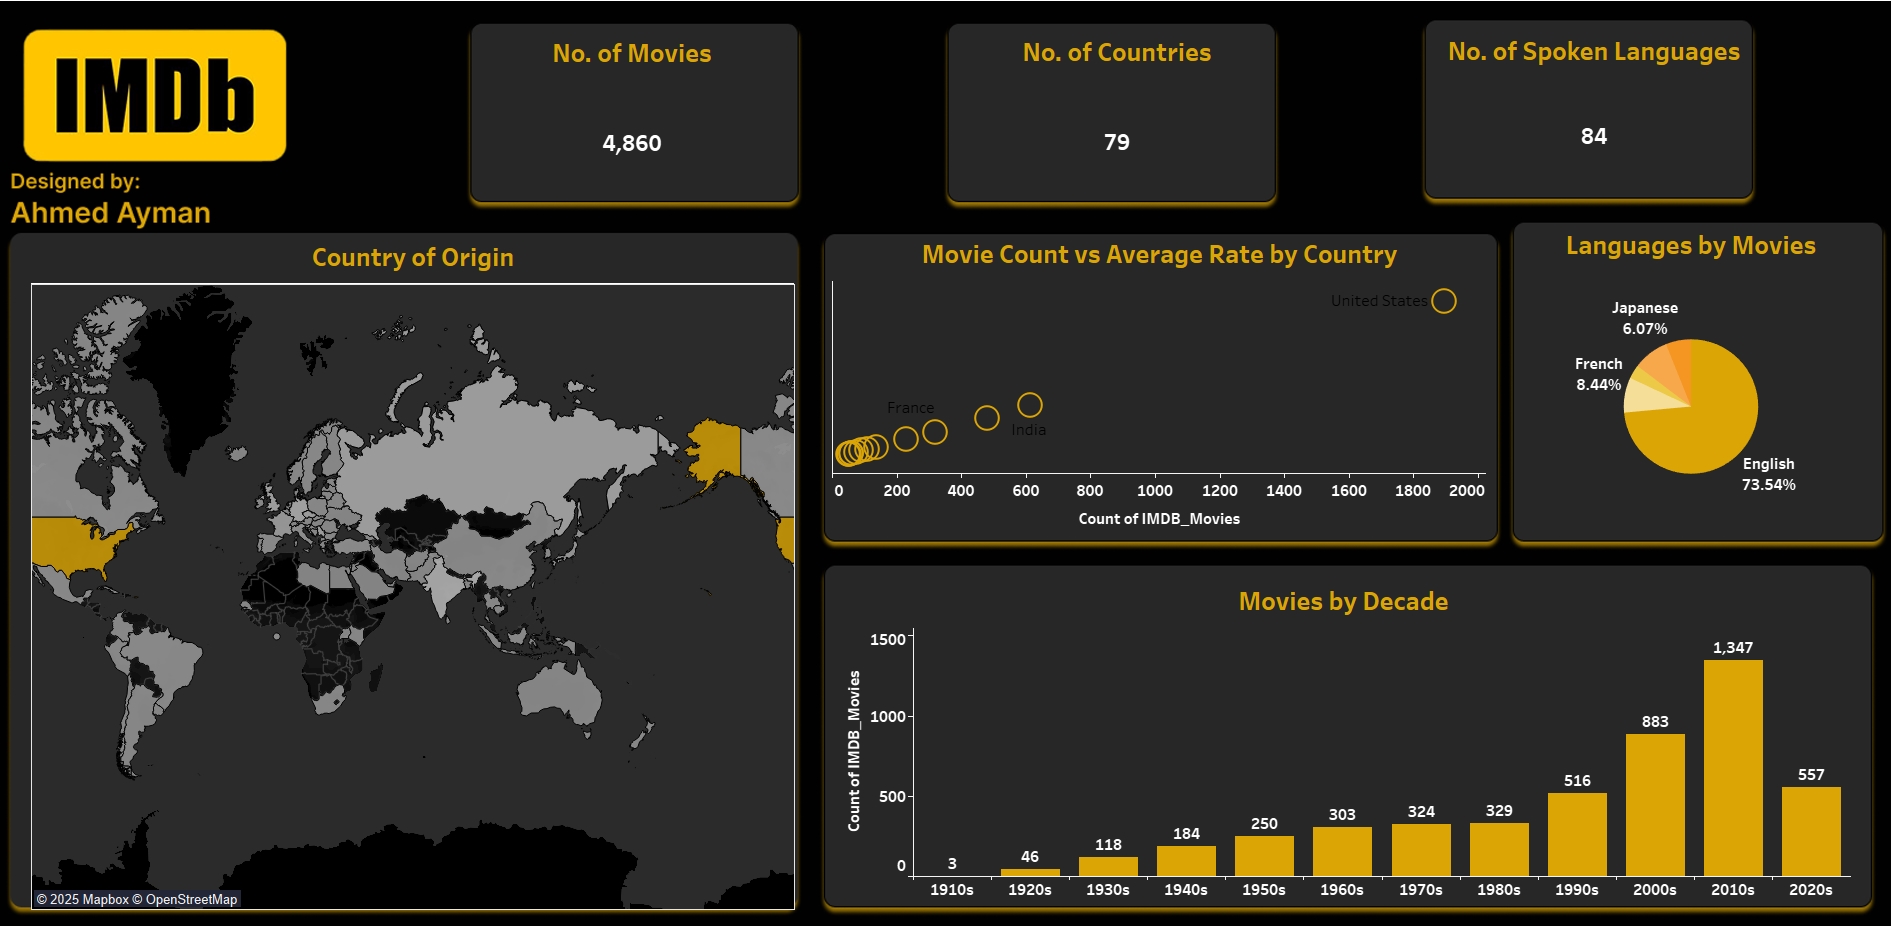 IMDb
Designed by:
Ahmed Ayman
No. of Movies
4,860
No. of Countries
79
No. of Spoken Languages
84
Country of Origin
© 2025 Mapbox © OpenStreetMap
Movie Count vs Average Rate by Country
United States
France
India
0 200 400 600 800 1000 1200 1400 1600 1800 2000
Count of IMDB_Movies
Languages by Movies
Japanese
6.07%
French
8.44%
English
73.54%
Movies by Decade
Count of IMDB_Movies
1500
1000
500
0
3
46
118
184
250
303
324
329
516
883
1,347
557
1910s 1920s 1930s 1940s 1950s 1960s 1970s 1980s 1990s 2000s 2010s 2020s